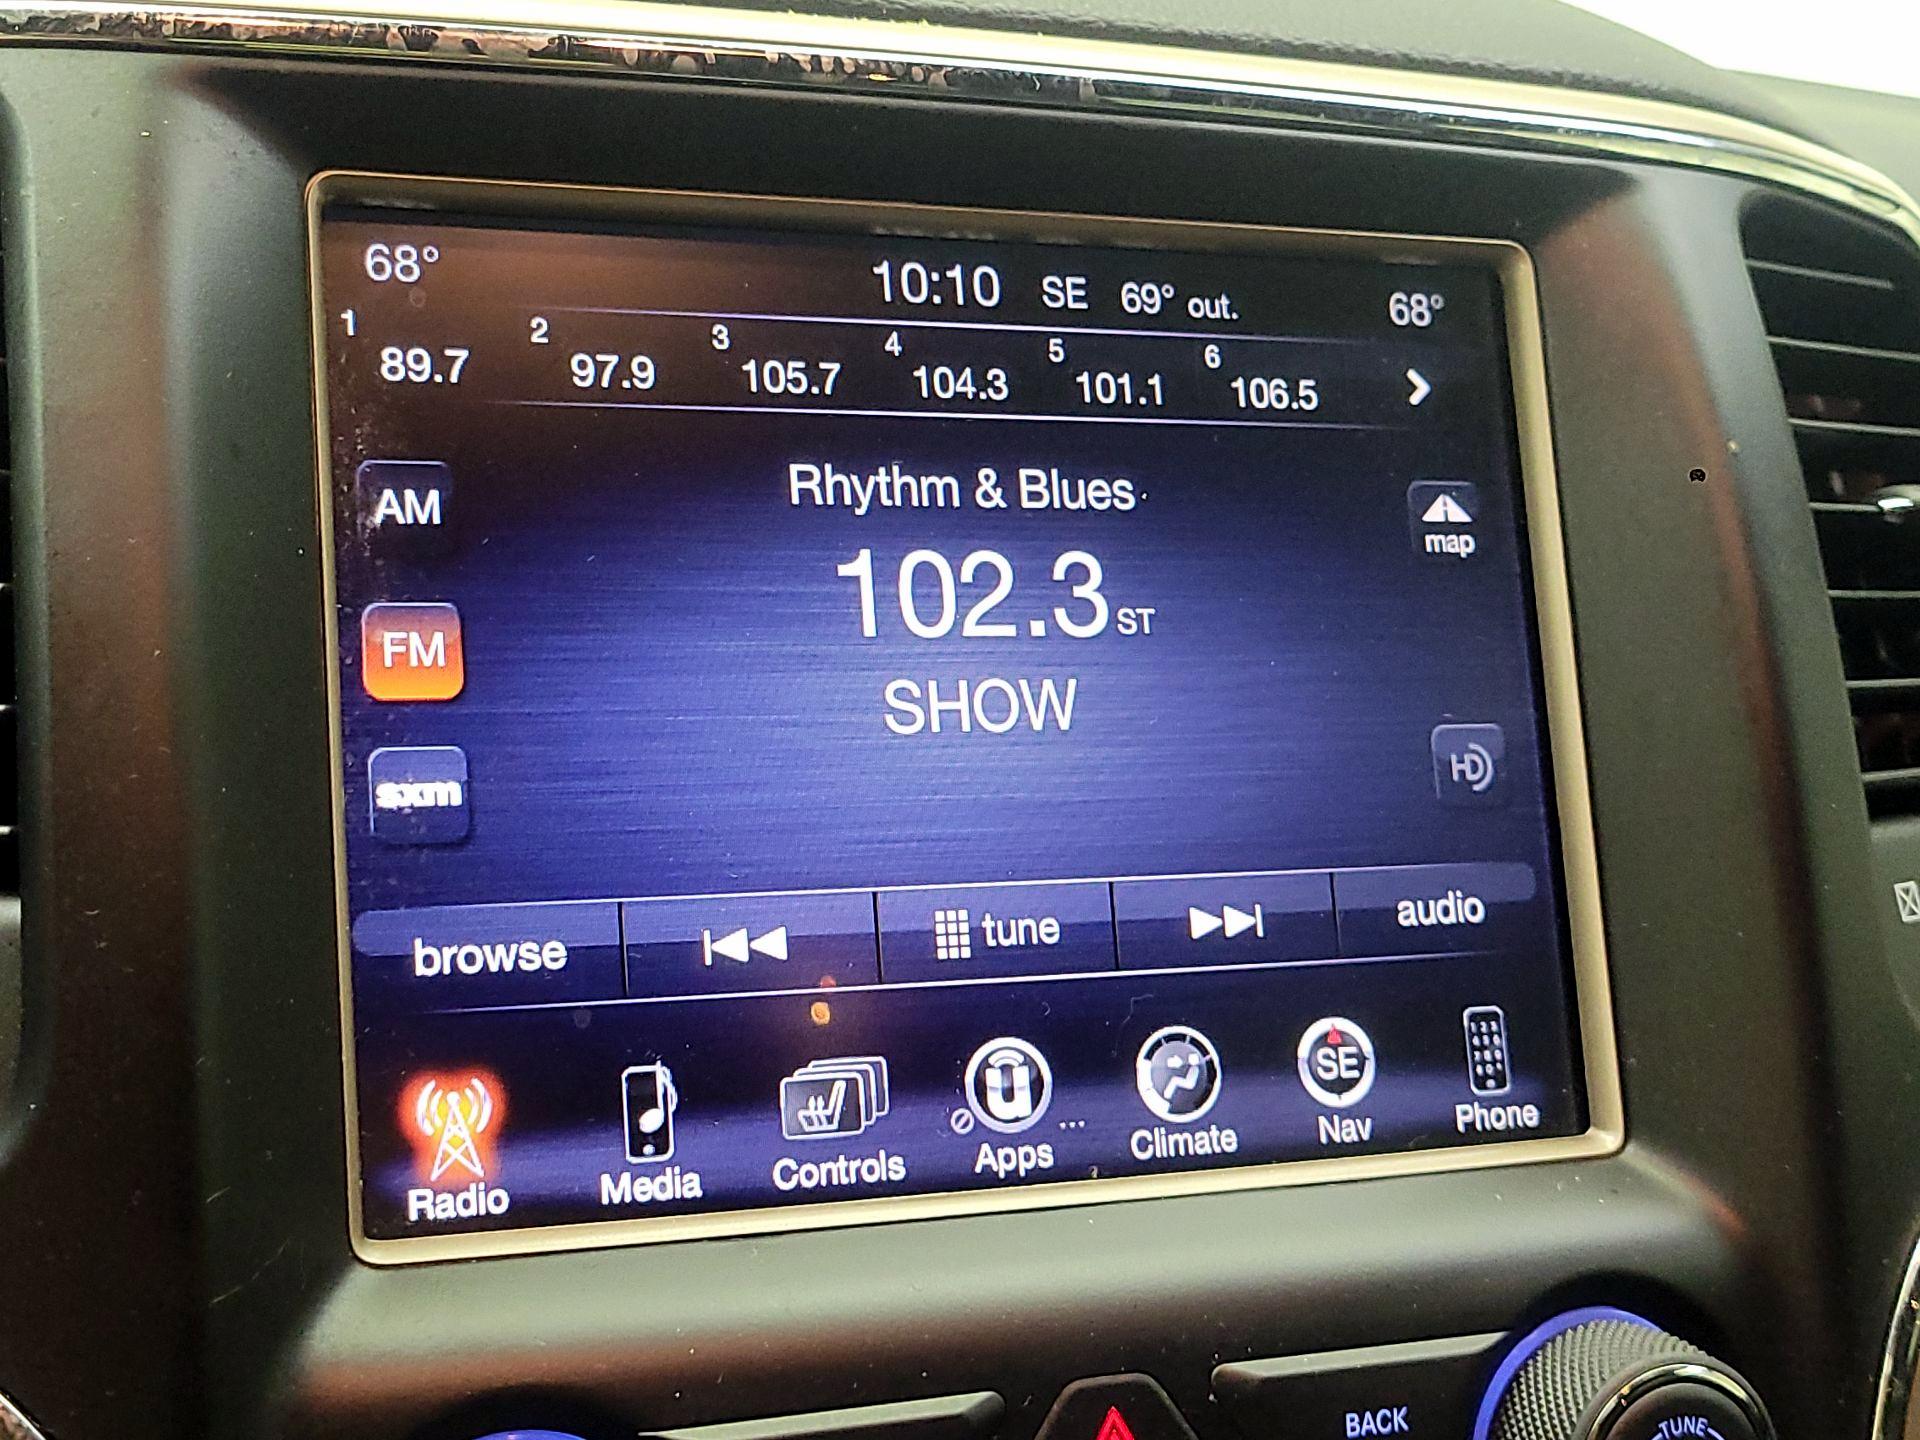 68° 10:10 SE 69° out. 68°
1 89.7 2 97.9 3 105.7 4 104.3 5 101.1 6 106.5
AM Rhythm & Blues map
FM 102.3 ST
SHOW
sxm HD
browse tune audio
SE
Radio Media Controls Apps ... Climate Nav Phone
BACK
TUNE